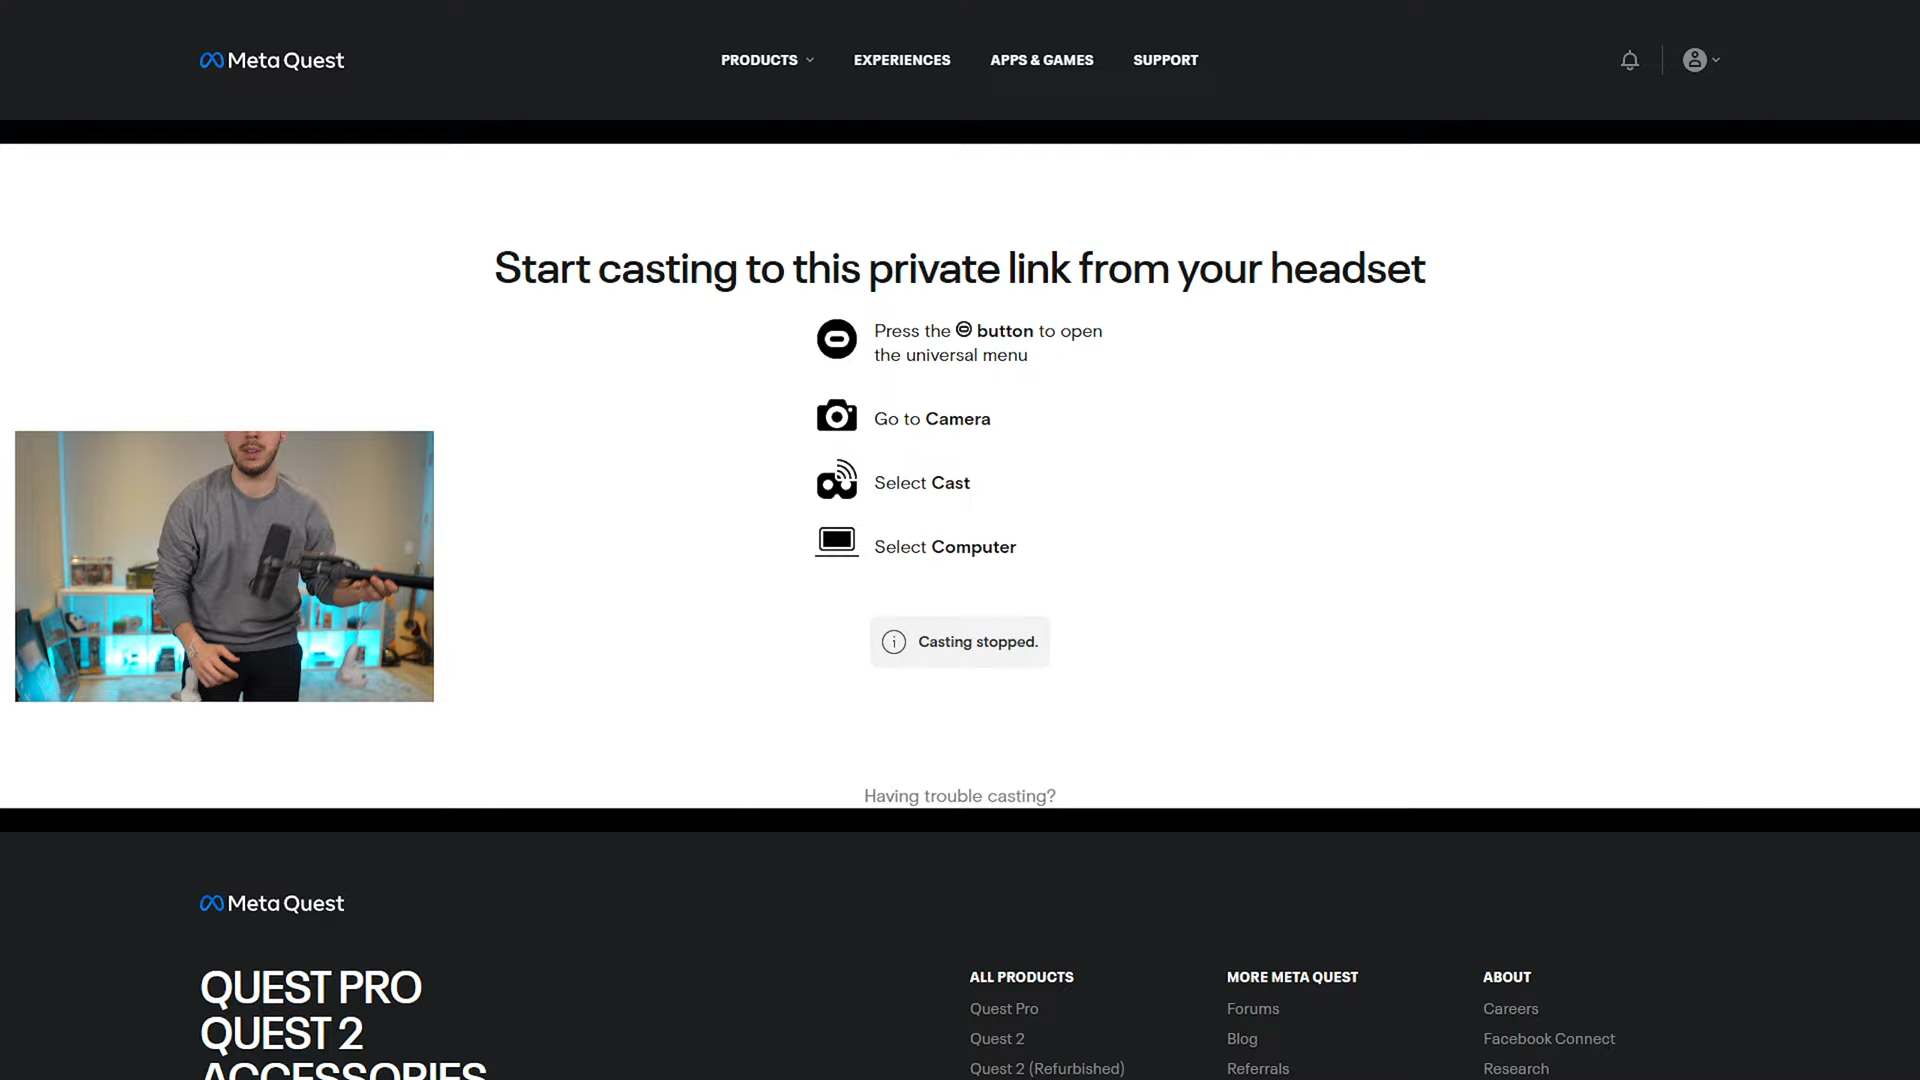 Meta Quest
PRODUCTS
EXPERIENCES
APPS & GAMES
SUPPORT
Start casting to this private link from your headset
Press the button to open
the universal menu
Go to Camera
Select Cast
Select Computer
Casting stopped.
Having trouble casting?
Meta Quest
QUEST PRO
QUEST 2
ACCESSORIES
ALL PRODUCTS
Quest Pro
Quest 2
Quest 2 (Refurbished)
MORE META QUEST
Forums
Blog
Referrals
ABOUT
Careers
Facebook Connect
Research